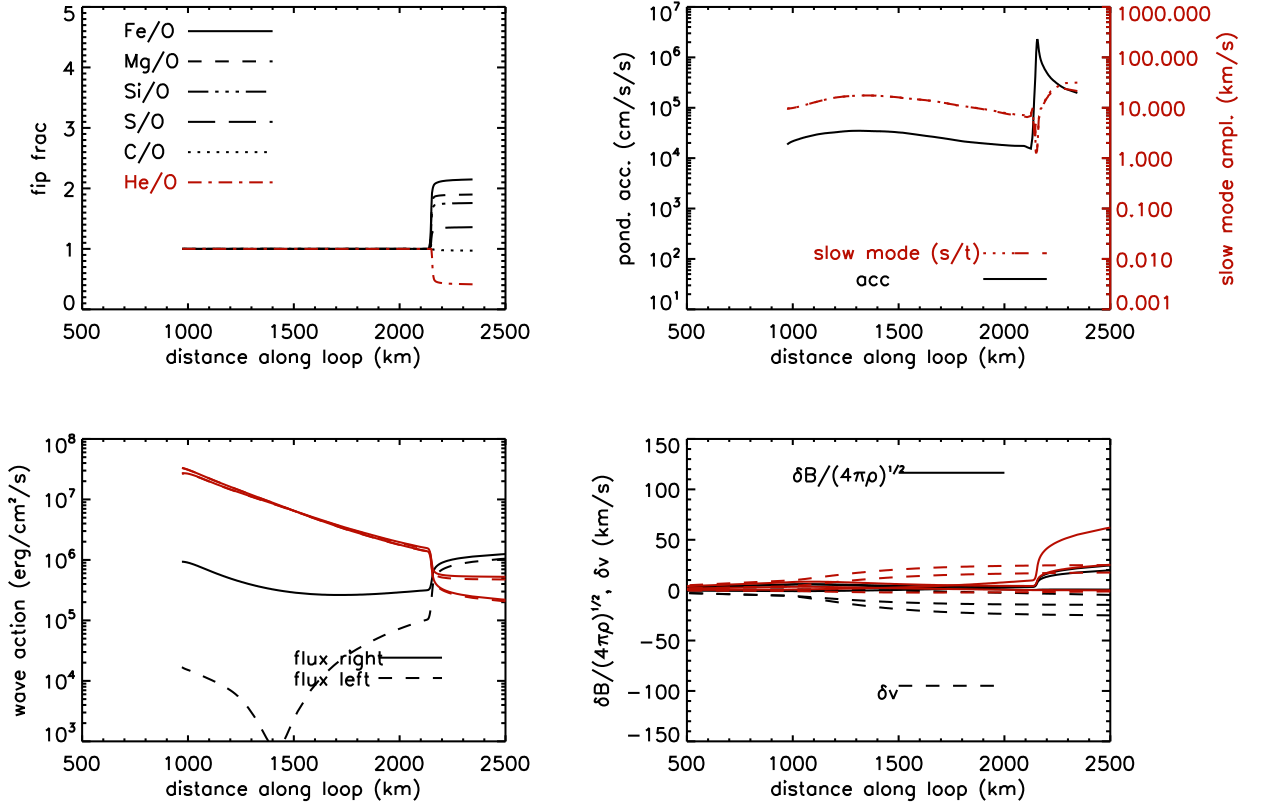 5
4
3
2
1
0
fip frac
Fe/O
Mg/O
Si/O
S/O
C/O
He/O
500 1000 1500 2000 2500
distance along loop (km)
10⁷
10⁶
10⁵
10⁴
10³
10²
10¹
pond. acc. (cm/s/s)
1000.000
100.000
10.000
1.000
0.100
0.010
0.001
slow mode ampl. (km/s)
slow mode (s/t)
acc
500 1000 1500 2000 2500
distance along loop (km)
10⁸
10⁷
10⁶
10⁵
10⁴
10³
wave action (erg/cm²/s)
flux right
flux left
500 1000 1500 2000 2500
distance along loop (km)
150
100
50
0
−50
−100
−150
δB/(4πρ)¹/², δv (km/s)
δB/(4πρ)¹/²
δv
500 1000 1500 2000 2500
distance along loop (km)